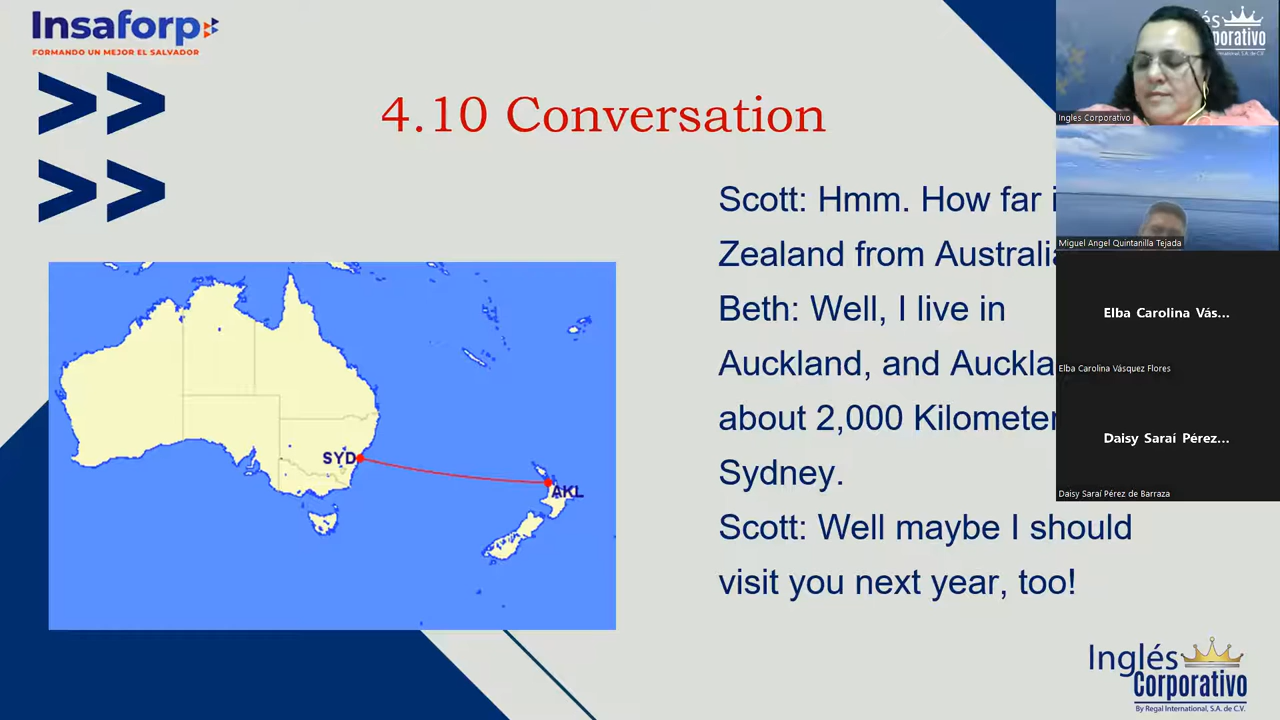 Insaforp
FORMANDO UN MEJOR EL SALVADOR
>>
>>
4.10 Conversation
SYD
AKL
Scott: Hmm. How far i
Zealand from Australia
Beth: Well, I live in
Auckland, and Auckla
about 2,000 Kilometer
Sydney.
Scott: Well maybe I should
visit you next year, too!
Ingles Corporativo
Miguel Angel Quintanilla Tejada
Elba Carolina Vás...
Elba Carolina Vásquez Flores
Daisy Saraí Pérez...
Daisy Saraí Pérez de Barraza
Inglés
Corporativo
By Regal International, S.A. de C.V.